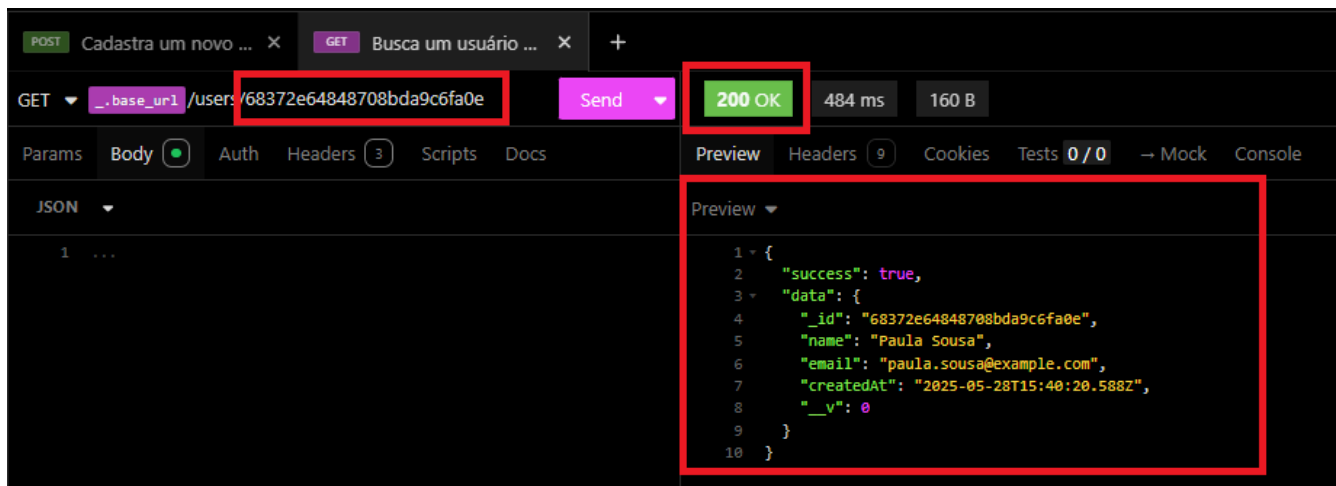 POST Cadastra um novo ... × GET Busca um usuário ... × +
GET _.base_url /users/68372e64848708bda9c6fa0e Send 200 OK 484 ms 160 B
Params Body Auth Headers 3 Scripts Docs Preview Headers 9 Cookies Tests 0 / 0 → Mock Console
JSON Preview
1 ...
1 {
2 "success": true,
3 "data": {
4 "_id": "68372e64848708bda9c6fa0e",
5 "name": "Paula Sousa",
6 "email": "paula.sousa@example.com",
7 "createdAt": "2025-05-28T15:40:20.588Z",
8 "__v": 0
9 }
10 }